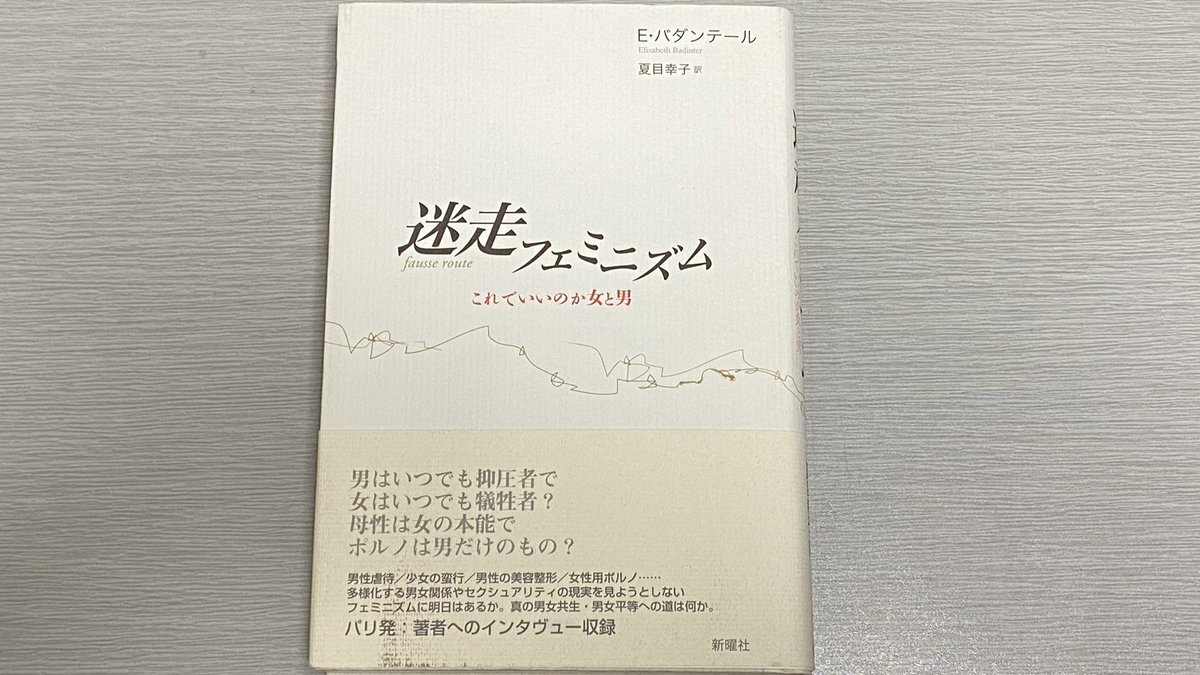 E・バダンテール
Elisabeth Badinter
夏目幸子 訳
迷走フェミニズム
fausse route
これでいいのか女と男
男はいつでも抑圧者で
女はいつでも犠牲者？
母性は女の本能で
ポルノは男だけのもの？
男性虐待／少女の蛮行／男性の美容整形／女性用ポルノ……
多様化する男女関係やセクシュアリティの現実を見ようとしない
フェミニズムに明日はあるか。真の男女共生・男女平等への道は何か。
パリ発：著者へのインタヴュー収録
新曜社